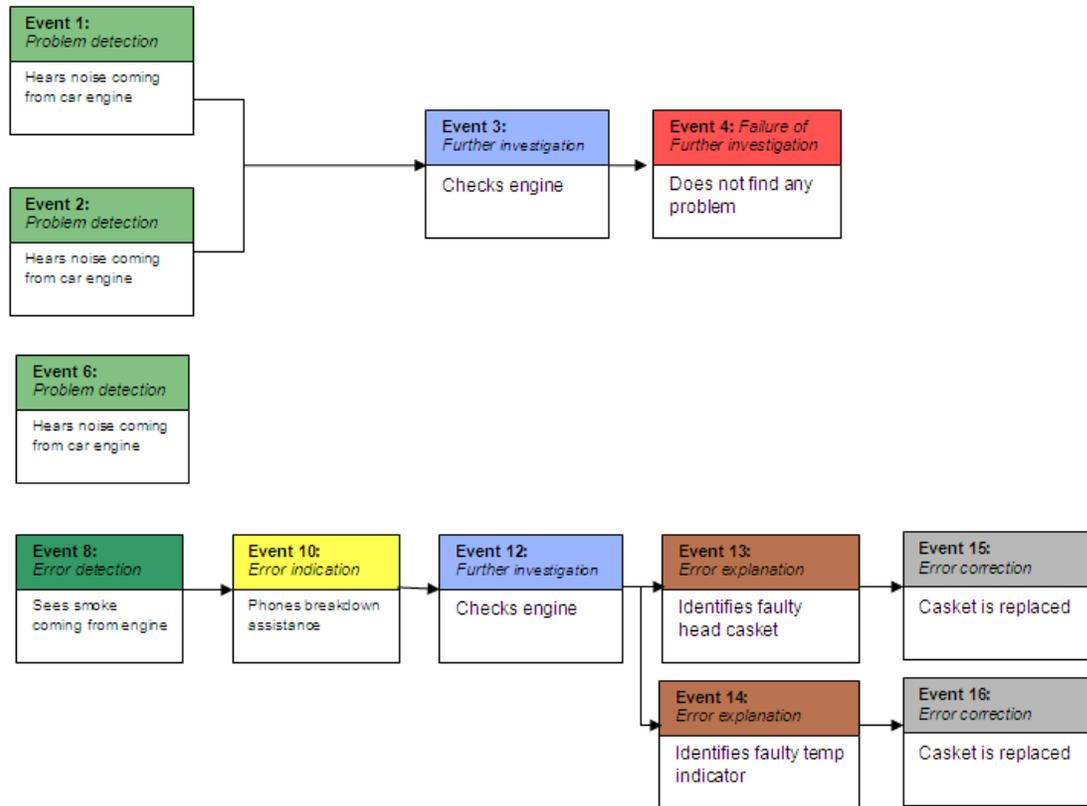 Event 1:
Problem detection
Hears noise coming
from car engine
Event 2:
Problem detection
Hears noise coming
from car engine
Event 3:
Further investigation
Checks engine
Event 4: Failure of
Further investigation
Does not find any
problem
Event 6:
Problem detection
Hears noise coming
from car engine
Event 8:
Error detection
Sees smoke
coming from engine
Event 10:
Error indication
Phones breakdown
assistance
Event 12:
Further investigation
Checks engine
Event 13:
Error explanation
Identifies faulty
head casket
Event 15:
Error correction
Casket is replaced
Event 14:
Error explanation
Identifies faulty temp
indicator
Event 16:
Error correction
Casket is replaced